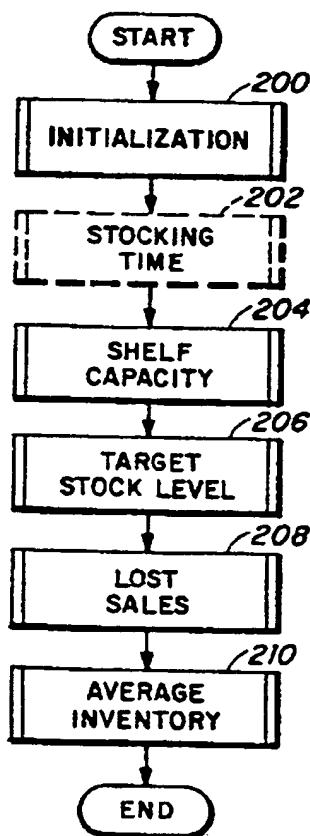 START
200
INITIALIZATION
202
STOCKING
TIME
204
SHELF
CAPACITY
206
TARGET
STOCK LEVEL
208
LOST
SALES
210
AVERAGE
INVENTORY
END